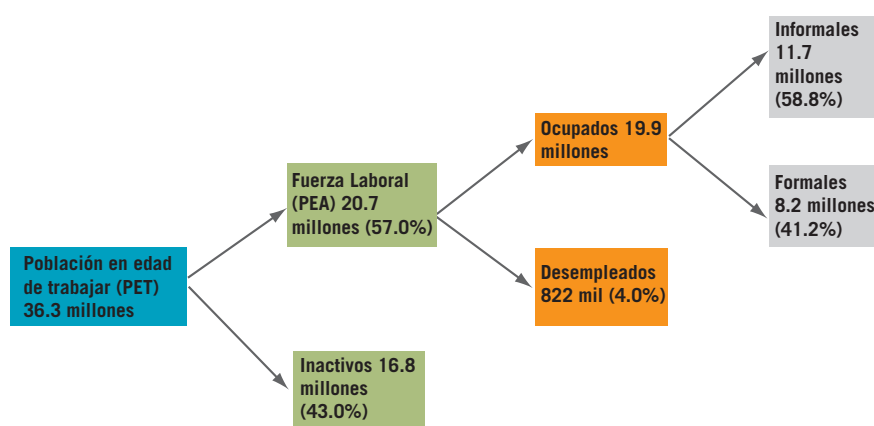 Población en edad
de trabajar (PET)
36.3 millones
Fuerza Laboral
(PEA) 20.7
millones (57.0%)
Inactivos 16.8
millones
(43.0%)
Ocupados 19.9
millones
Desempleados
822 mil (4.0%)
Informales
11.7
millones
(58.8%)
Formales
8.2 millones
(41.2%)